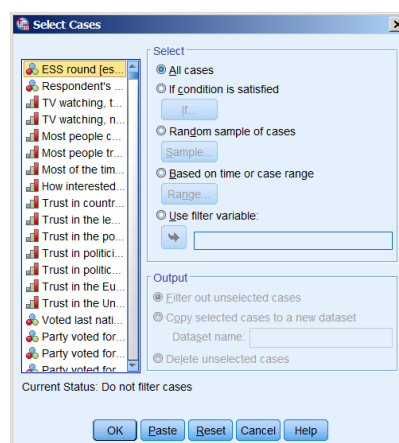 Select Cases
ESS round [es...
Respondent's ...
TV watching, t...
TV watching, n...
Most people c...
Most people tr...
Most of the tim...
How interested...
Trust in countr...
Trust in the le...
Trust in the po...
Trust in politici...
Trust in politic...
Trust in the Eu...
Trust in the Un...
Voted last nati...
Party voted for...
Party voted for...
Party voted for
Select
All cases
If condition is satisfied
If...
Random sample of cases
Sample...
Based on time or case range
Range...
Use filter variable:
Output
Filter out unselected cases
Copy selected cases to a new dataset
Dataset name:
Delete unselected cases
Current Status: Do not filter cases
OK Paste Reset Cancel Help